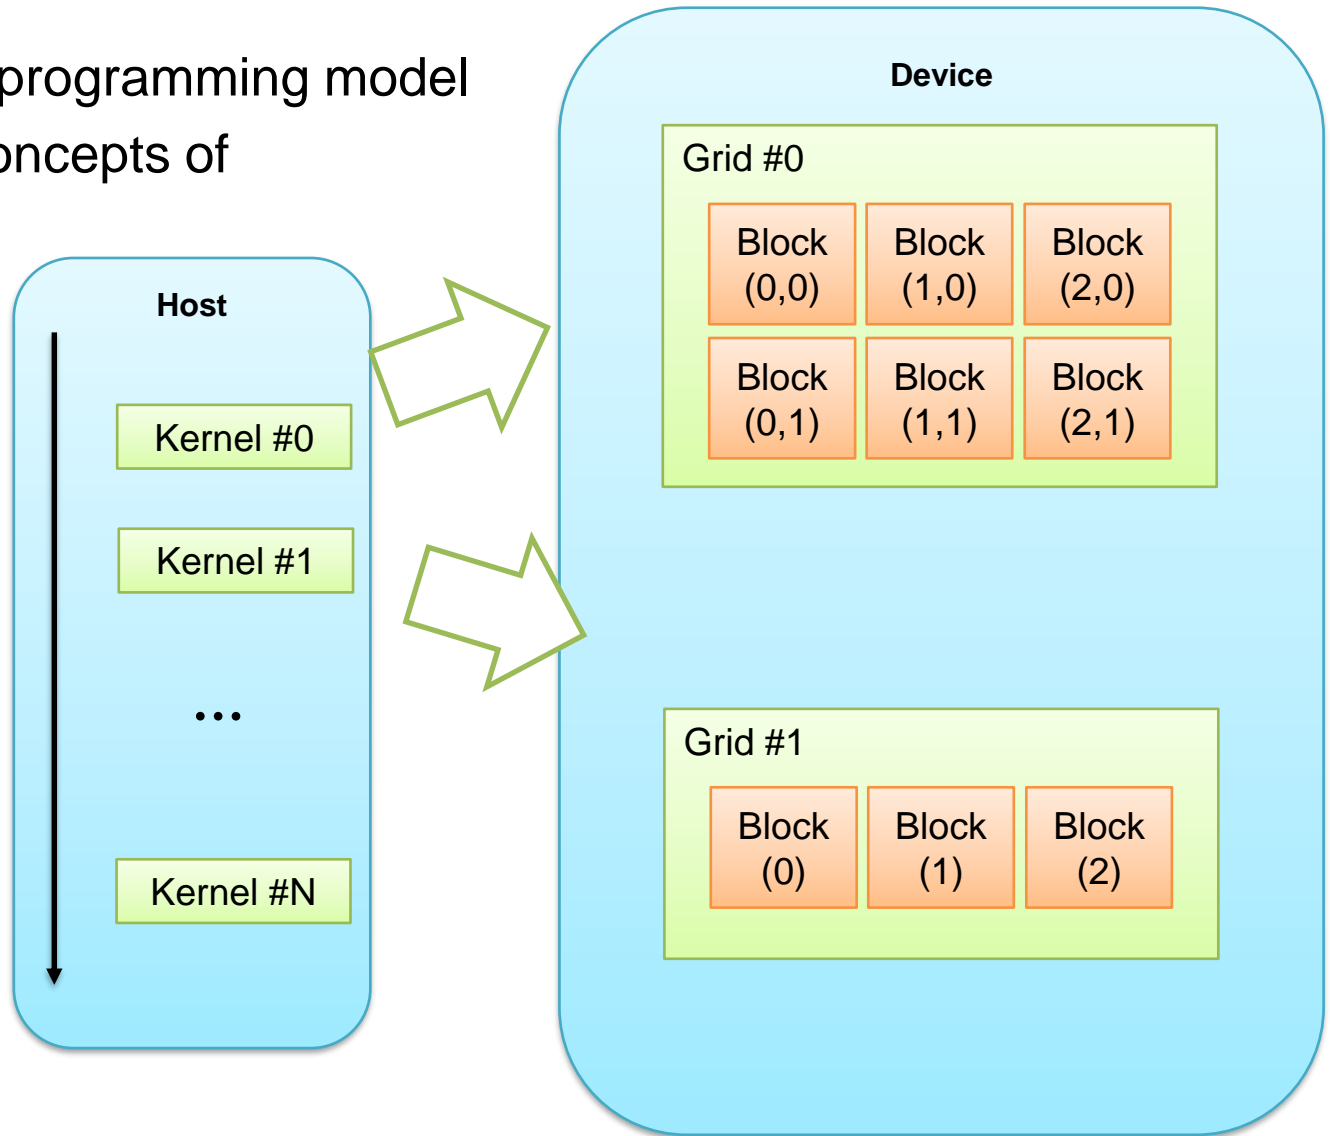 programming model
oncepts of
Host
Kernel #0
Kernel #1
...
Kernel #N
Device
Grid #0
Block Block Block
(0,0) (1,0) (2,0)
Block Block Block
(0,1) (1,1) (2,1)
Grid #1
Block Block Block
(0) (1) (2)